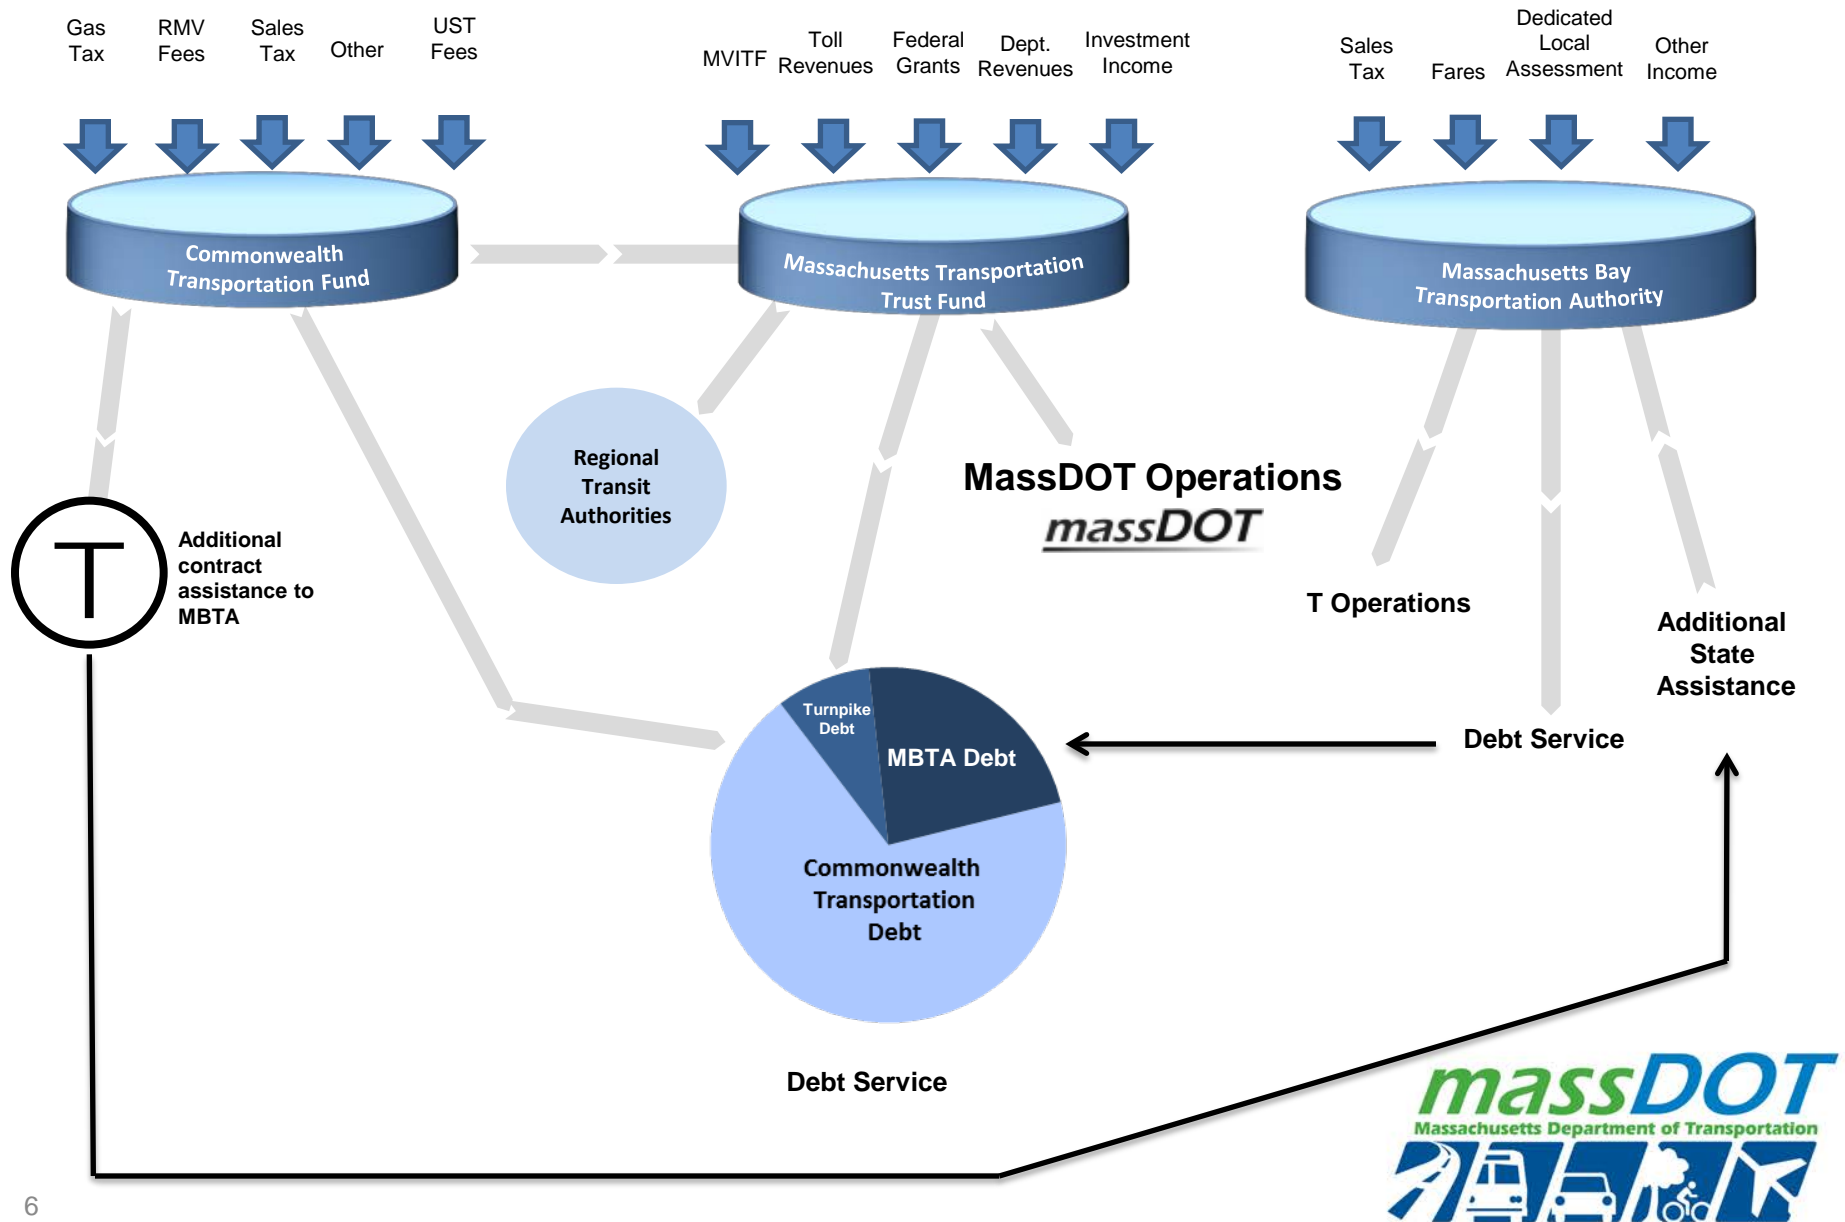 Gas
Tax
RMV
Fees
Sales
Tax
Other
UST
Fees
MVITF
Toll
Revenues
Federal
Grants
Dept.
Revenues
Investment
Income
Sales
Tax
Fares
Dedicated
Local
Assessment
Other
Income
Commonwealth
Transportation Fund
Massachusetts Transportation
Trust Fund
Massachusetts Bay
Transportation Authority
Regional
Transit
Authorities
MassDOT Operations
massDOT
T
Additional
contract
assistance to
MBTA
T Operations
Additional
State
Assistance
Debt Service
Turnpike
Debt
MBTA Debt
Commonwealth
Transportation
Debt
Debt Service
massDOT
Massachusetts Department of Transportation
6